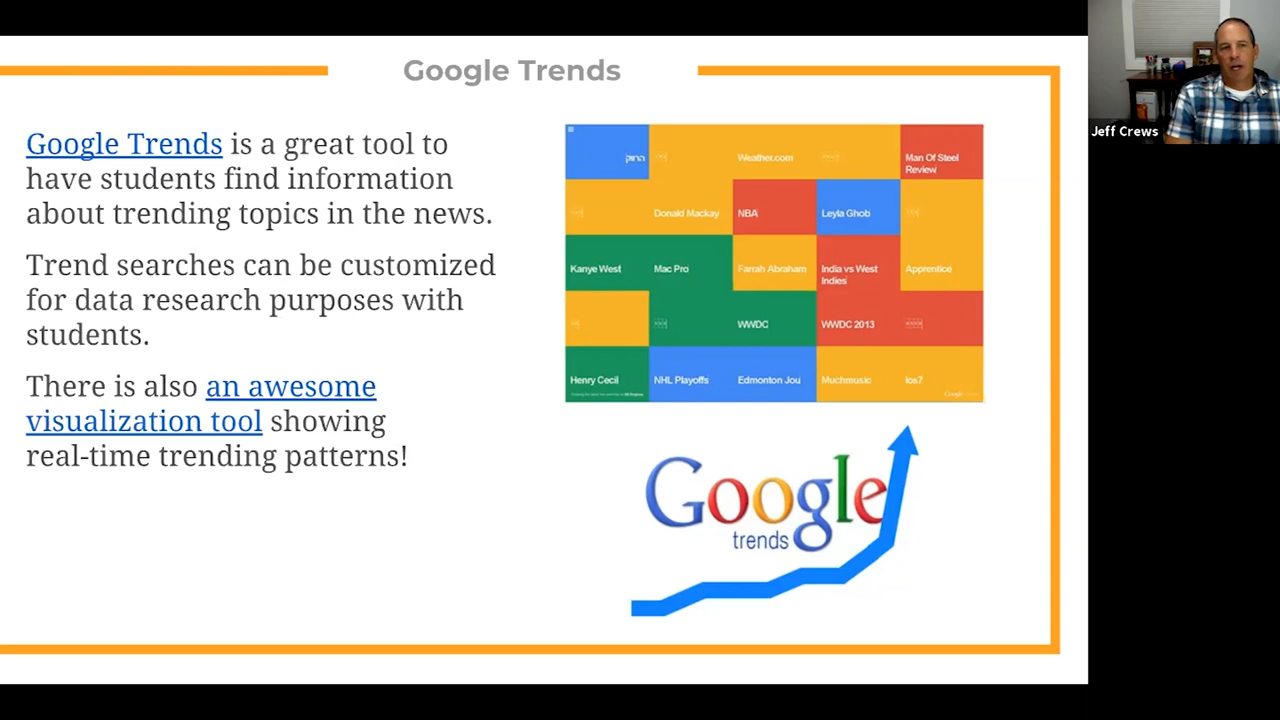 Google Trends
Google Trends is a great tool to
have students find information
about trending topics in the news.
Trend searches can be customized
for data research purposes with
students.
There is also an awesome
visualization tool showing
real-time trending patterns!
Weather.com
Man Of Steel
Review
Donald Mackay
NBA
Leyla Ghob
Kanye West
Mac Pro
Farrah Abraham
India vs West
Indies
Apprentice
WWDC
WWDC 2013
Henry Cecil
NHL Playoffs
Edmonton Jou
Muchmusic
Ios7
Google
Google
trends
Jeff Crews